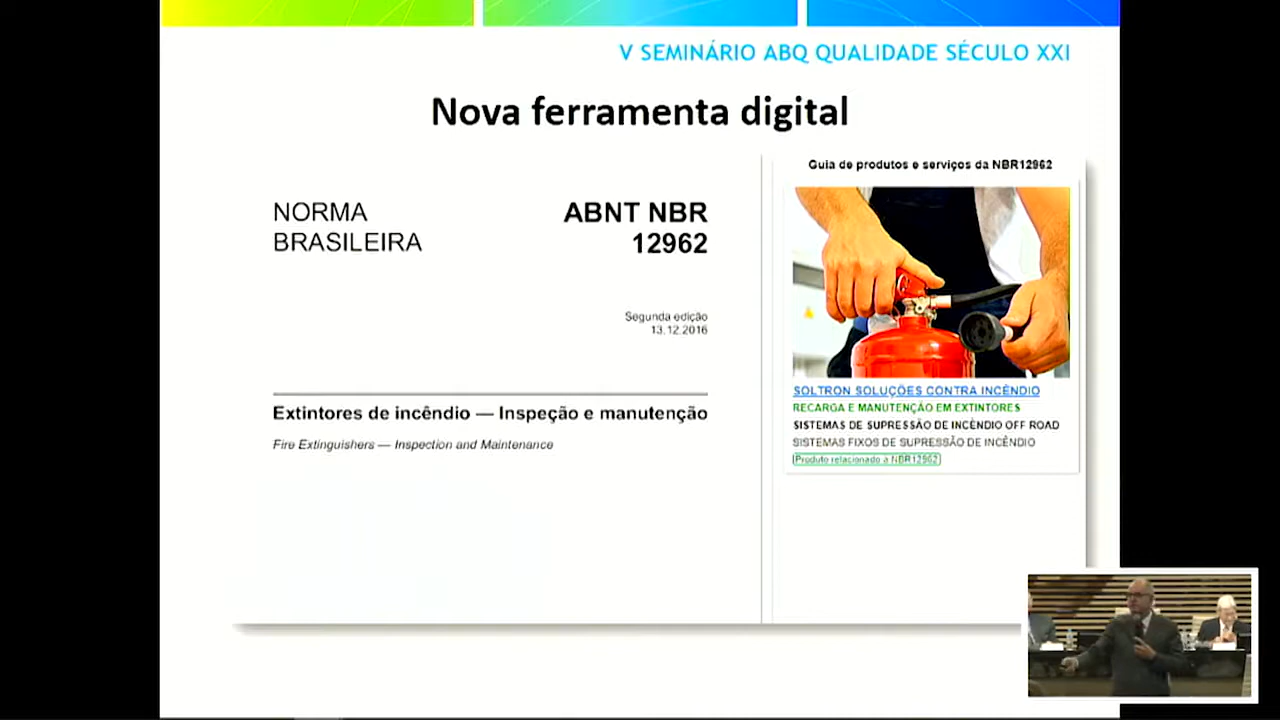 V SEMINÁRIO ABQ QUALIDADE SÉCULO XXI
Nova ferramenta digital
NORMA
BRASILEIRA
ABNT NBR
12962
Segunda edição
13.12.2016
Extintores de incêndio — Inspeção e manutenção
Fire Extinguishers — Inspection and Maintenance
Guia de produtos e serviços da NBR12962
SOLTRON SOLUÇÕES CONTRA INCÊNDIO
RECARGA E MANUTENÇÃO EM EXTINTORES
SISTEMAS DE SUPRESSÃO DE INCÊNDIO OFF ROAD
SISTEMAS FIXOS DE SUPRESSÃO DE INCÊNDIO
Produto relacionado a NBR12962